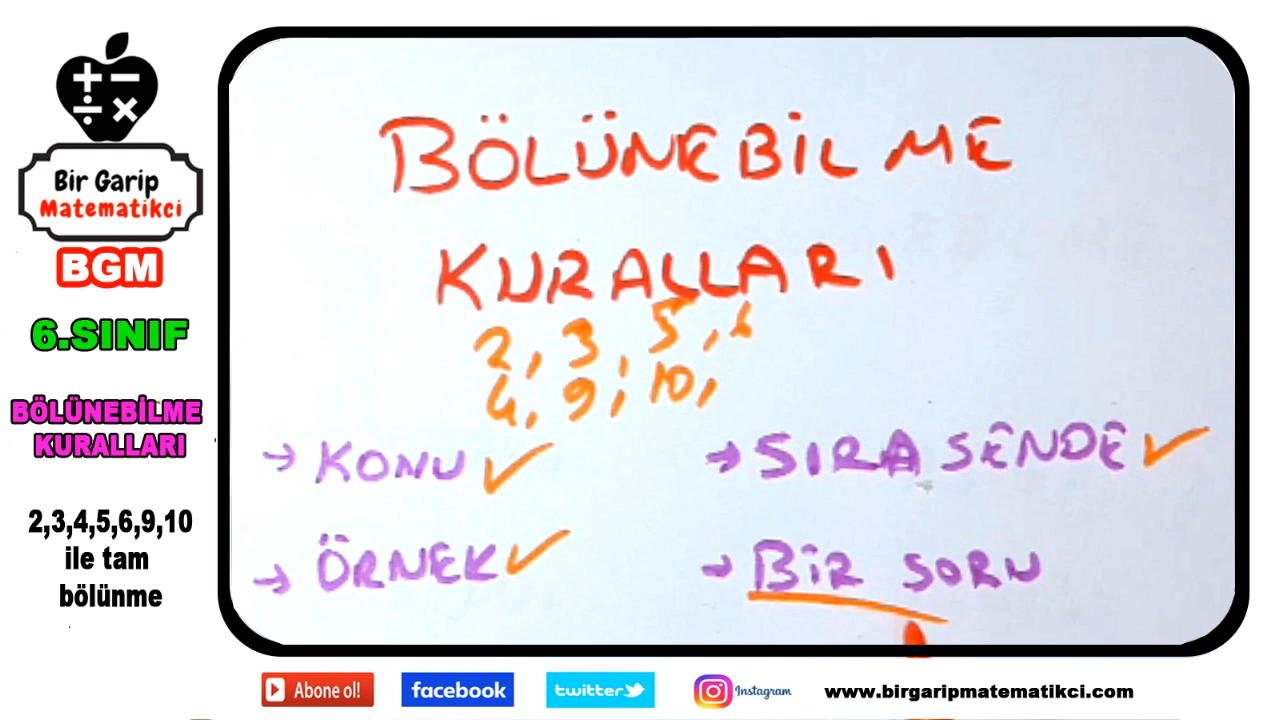 + -
÷ ×
Bir Garip
Matematikci
BGM
6.SINIF
BÖLÜNEBİLME
KURALLARI
2,3,4,5,6,9,10
ile tam
bölünme
BÖLÜNEBİLME
KURALLARI
2, 3, 5, 6
4, 9, 10,
→ KONU ✓
→ SIRA SENDE ✓
→ ÖRNEK ✓
→ BİR SORU
Abone ol!
facebook
twitter
Instagram
www.birgaripmatematikci.com